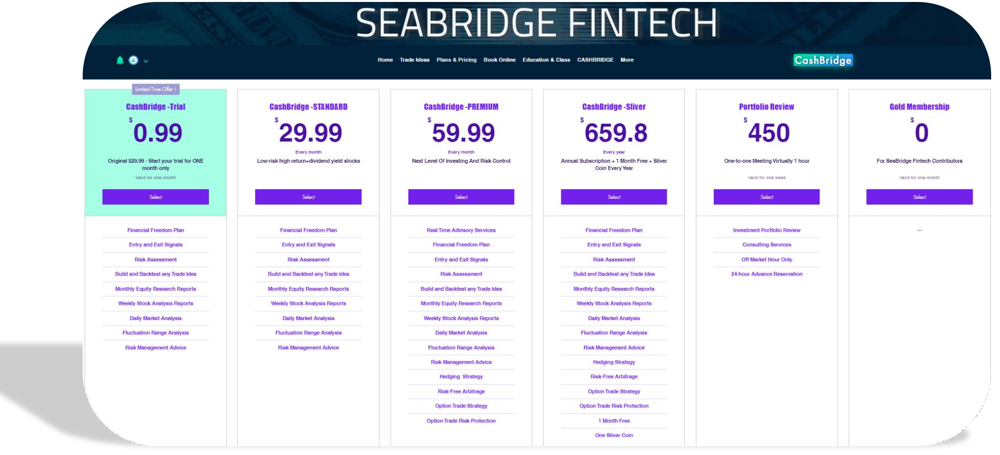 SEABRIDGE FINTECH
Home Trade Ideas Plans & Pricing Book Online Education & Class CASHBRIDGE More
CashBridge
Limited Time Offer !
CashBridge -Trial
$
0.99
Original $29.99 - Start your trial for ONE
month only
Valid for one month
Select
Financial Freedom Plan
Entry and Exit Signals
Risk Assessment
Build and Backtest any Trade Idea
Monthly Equity Research Reports
Weekly Stock Analysis Reports
Daily Market Analysis
Fluctuation Range Analysis
Risk Management Advice
CashBridge -STANDARD
$
29.99
Every month
Low-risk high return+dividend yield stocks
Select
Financial Freedom Plan
Entry and Exit Signals
Risk Assessment
Build and Backtest any Trade Idea
Monthly Equity Research Reports
Weekly Stock Analysis Reports
Daily Market Analysis
Fluctuation Range Analysis
Risk Management Advice
CashBridge -PREMIUM
$
59.99
Every month
Next Level Of Investing And Risk Control
Select
Real Time Advisory Services
Financial Freedom Plan
Entry and Exit Signals
Risk Assessment
Build and Backtest any Trade Idea
Monthly Equity Research Reports
Weekly Stock Analysis Reports
Daily Market Analysis
Fluctuation Range Analysis
Risk Management Advice
Hedging Strategy
Risk-Free Arbitrage
Option Trade Strategy
Option Trade Risk Protection
CashBridge -Sliver
$
659.8
Every year
Annual Subscription + 1 Month Free + Sliver
Coin Every Year
Select
Financial Freedom Plan
Entry and Exit Signals
Risk Assessment
Build and Backtest any Trade Idea
Monthly Equity Research Reports
Weekly Stock Analysis Reports
Daily Market Analysis
Fluctuation Range Analysis
Risk Management Advice
Hedging Strategy
Risk-Free Arbitrage
Option Trade Strategy
Option Trade Risk Protection
1 Month Free
One Sliver Coin
Portfolio Review
$
450
One-to-one Meeting Virtually 1 hour
Valid for one week
Select
Investment Portfolio Review
Consulting Services
Off Market Hour Only
24-hour Advance Reservation
Gold Membership
$
0
For SeaBridge Fintech Contributors
Valid for one month
Select
---